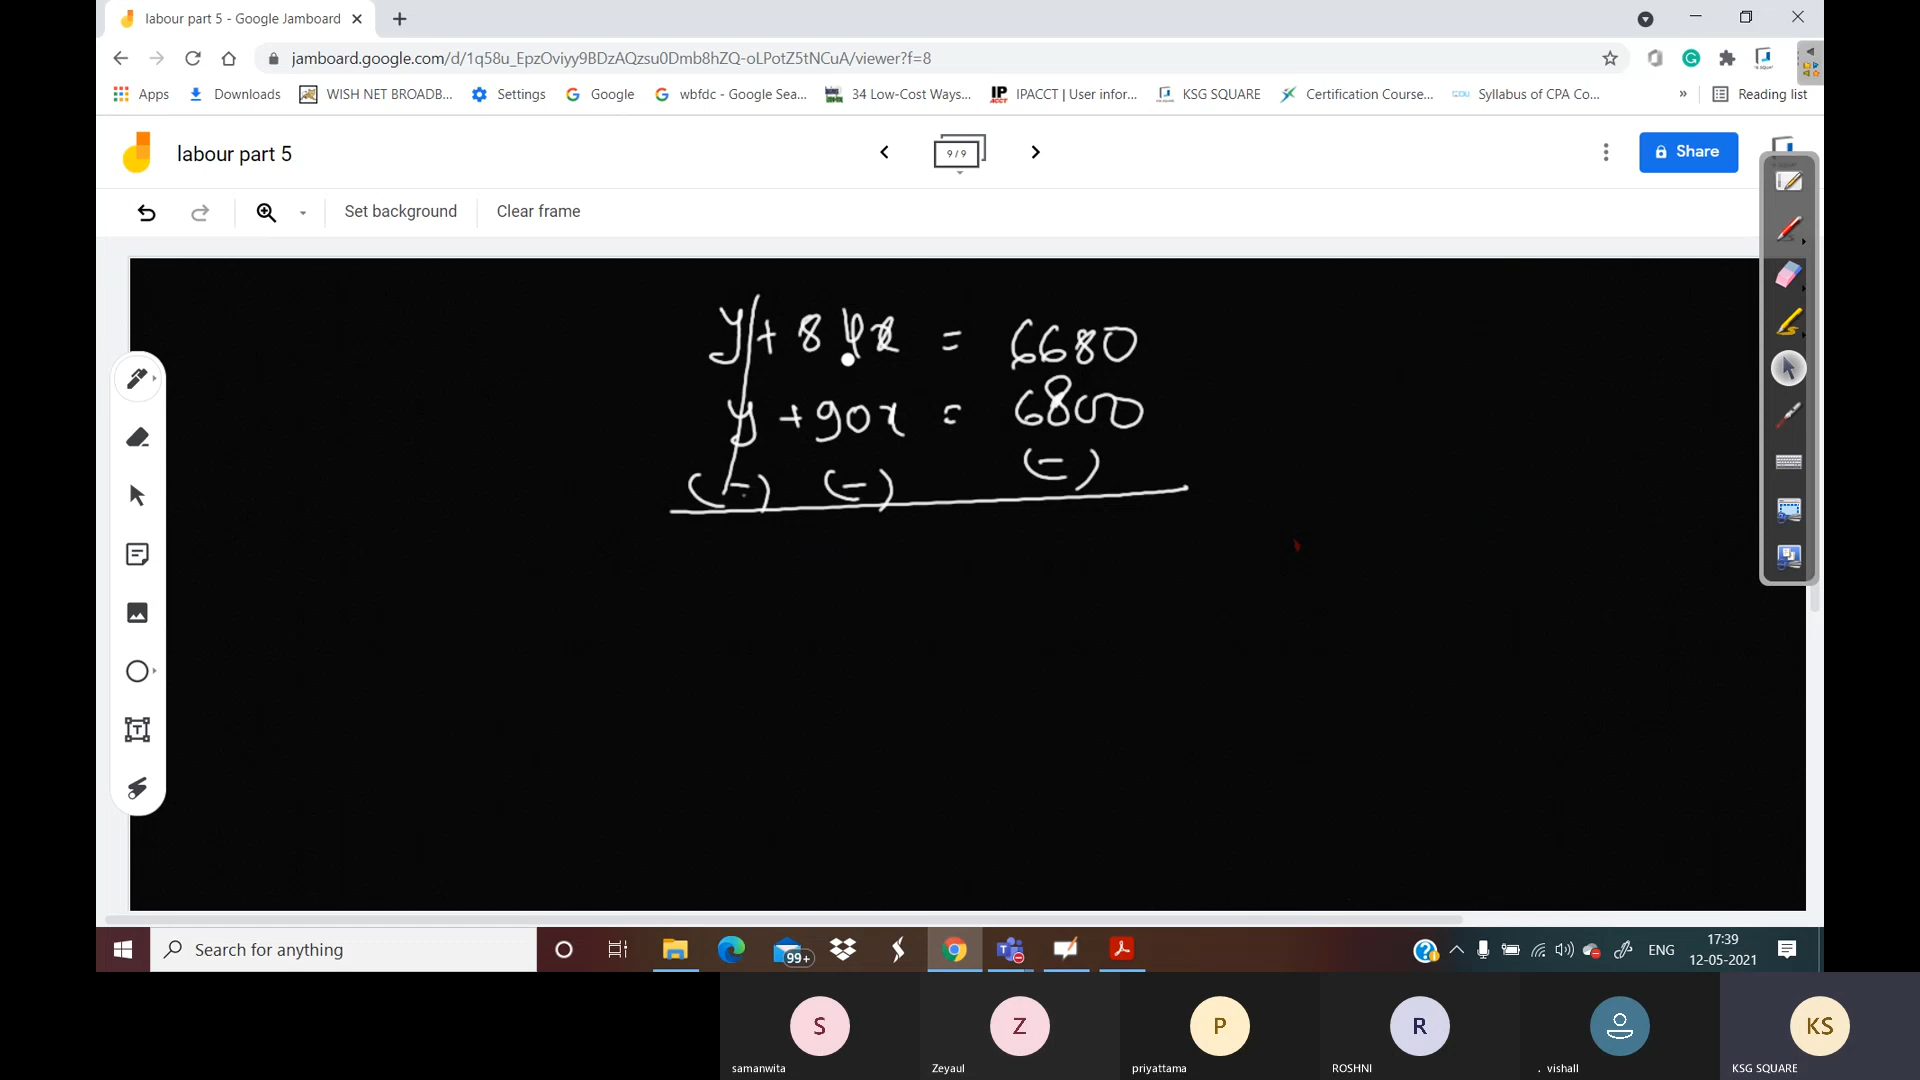 labour part 5 - Google Jamboard
jamboard.google.com/d/1q58u_EpzOviyy9BDzAQzsu0Dmb8hZQ-oLPotZ5tNCuA/viewer?f=8
Apps Downloads WISH NET BROADB... Settings Google wbfdc - Google Sea... 34 Low-Cost Ways... IPACCT | User infor... KSG SQUARE Certification Course... Syllabus of CPA Co... » Reading list
labour part 5
9 / 9
Share
Set background Clear frame
y + 84x = 6680
y + 90x = 6800
(-) (-) (-)
Search for anything
99+
ENG
17:39
12-05-2021
S Z P R KS
samanwita Zeyaul priyattama ROSHNI . vishall KSG SQUARE